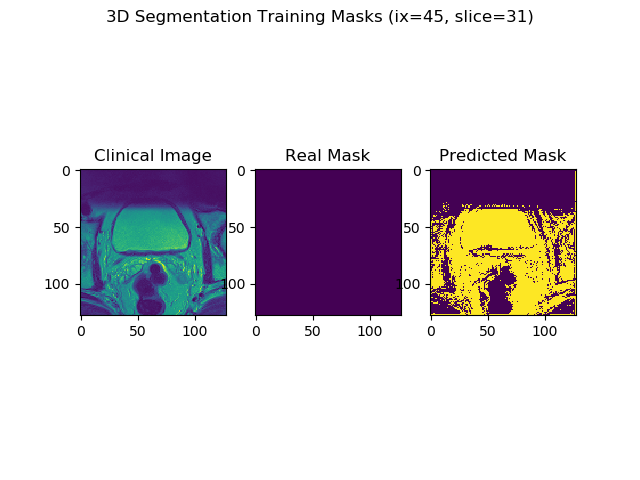 3D Segmentation Training Masks (ix=45, slice=31)
Clinical Image Real Mask Predicted Mask
0 0 0
50 50 50
100 100 100
0 50 100 0 50 100 0 50 100